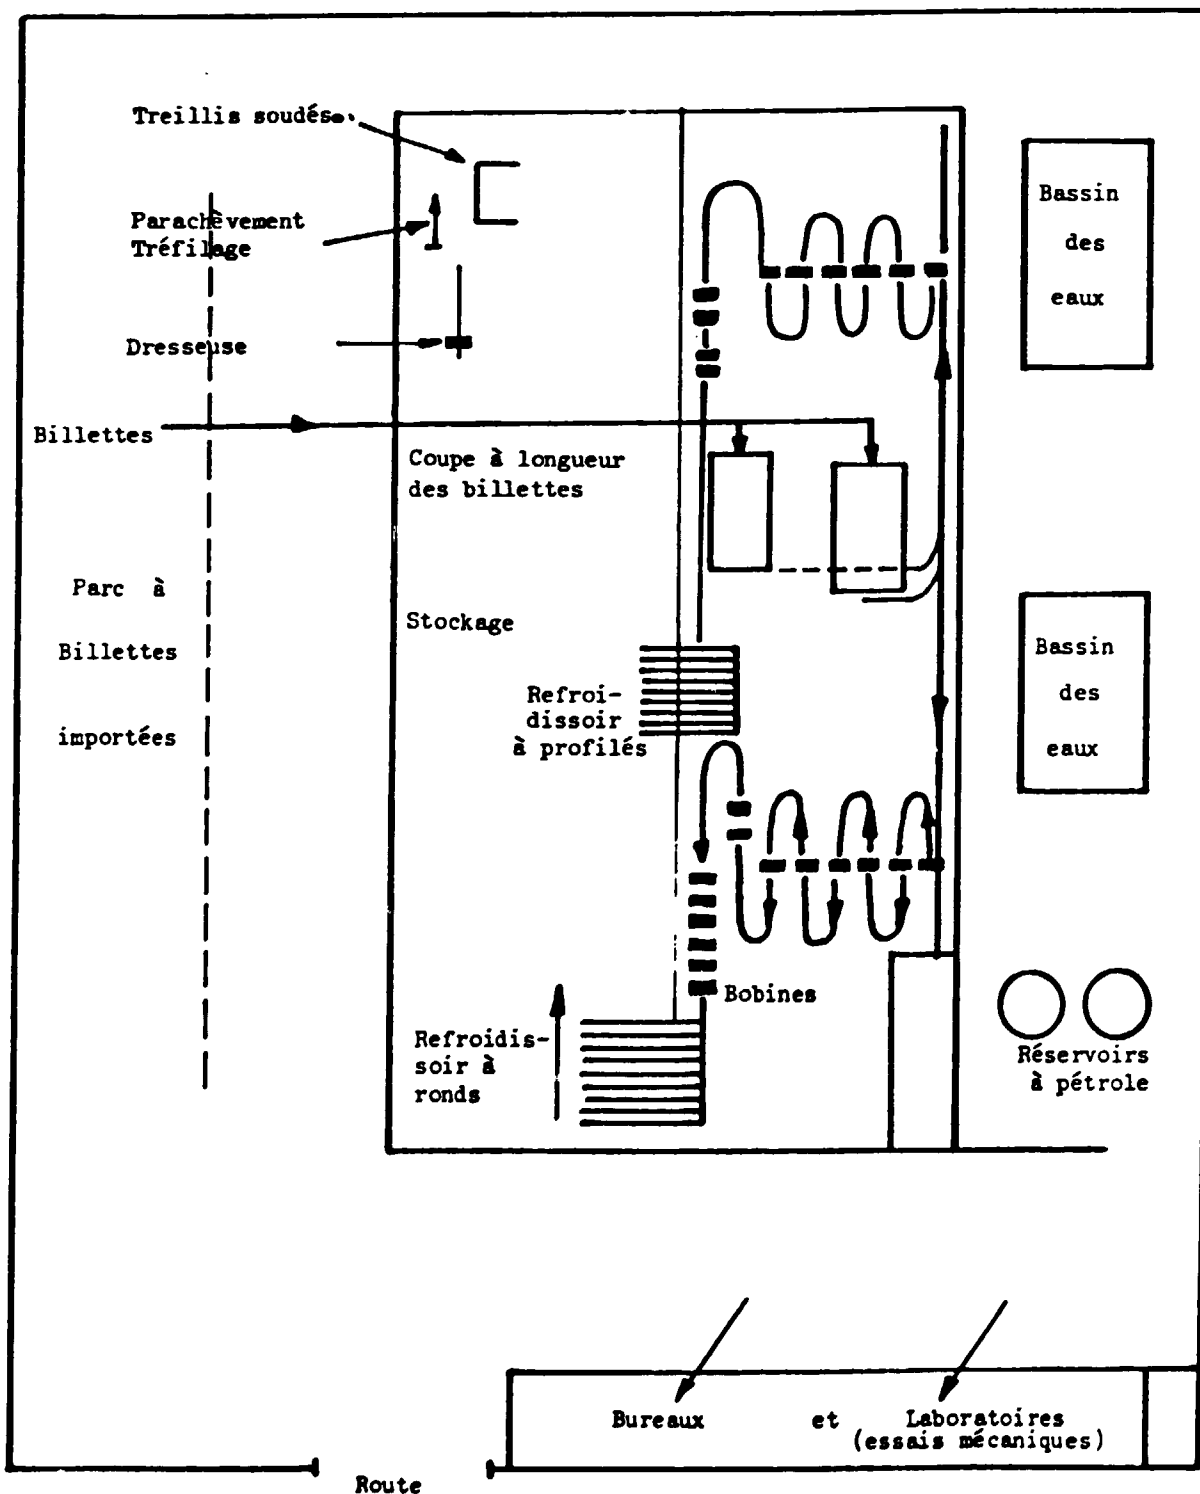 Treillis soudés
Parachèvement
Tréfilage
Dresseuse
Billettes
Coupe à longueur
des billettes
Parc à
Billettes
importées
Stockage
Refroi-
dissoir
à profilés
Bobines
Refroidis-
soir à
ronds
Bassin
des
eaux
Bassin
des
eaux
Réservoirs
à pétrole
Bureaux et Laboratoires
(essais mécaniques)
Route